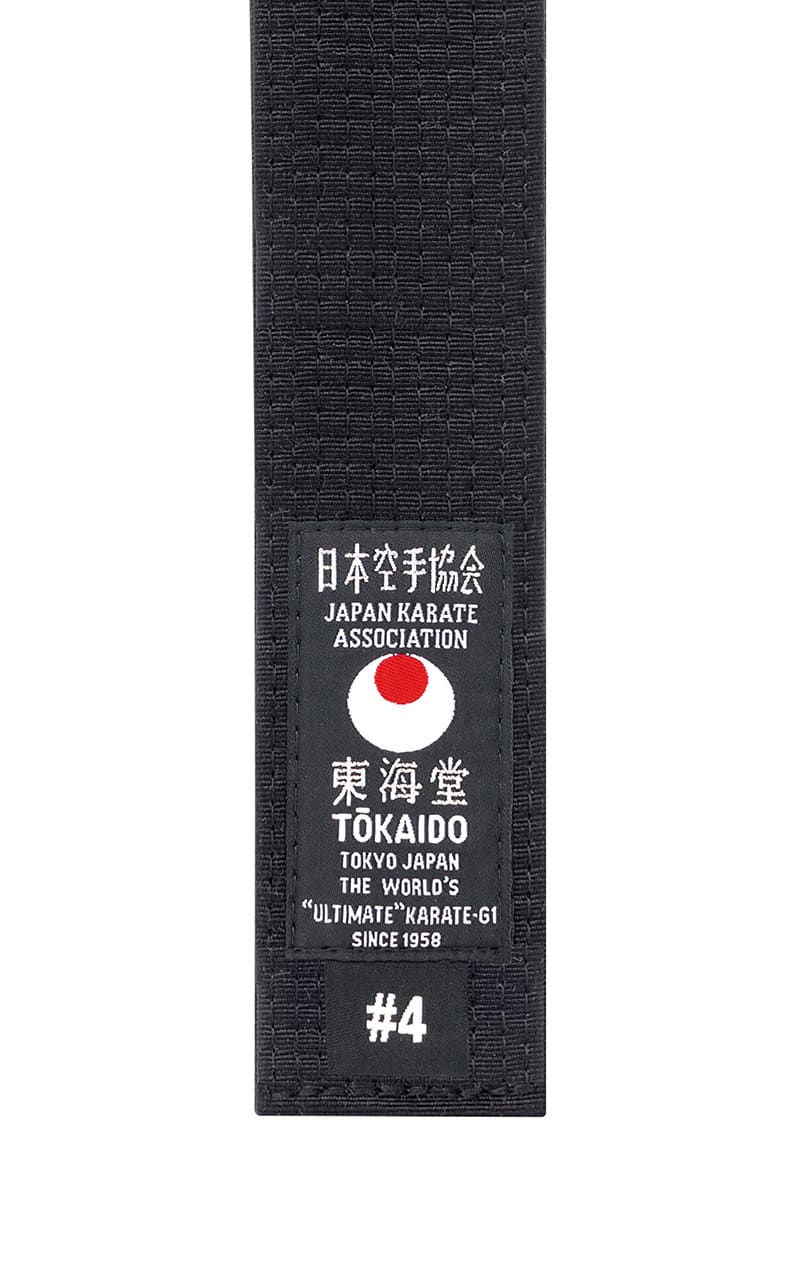 日本空手協会
JAPAN KARATE
ASSOCIATION
東海堂
TŌKAIDO
TOKYO JAPAN
THE WORLD'S
"ULTIMATE"KARATE-GI
SINCE 1958
#4